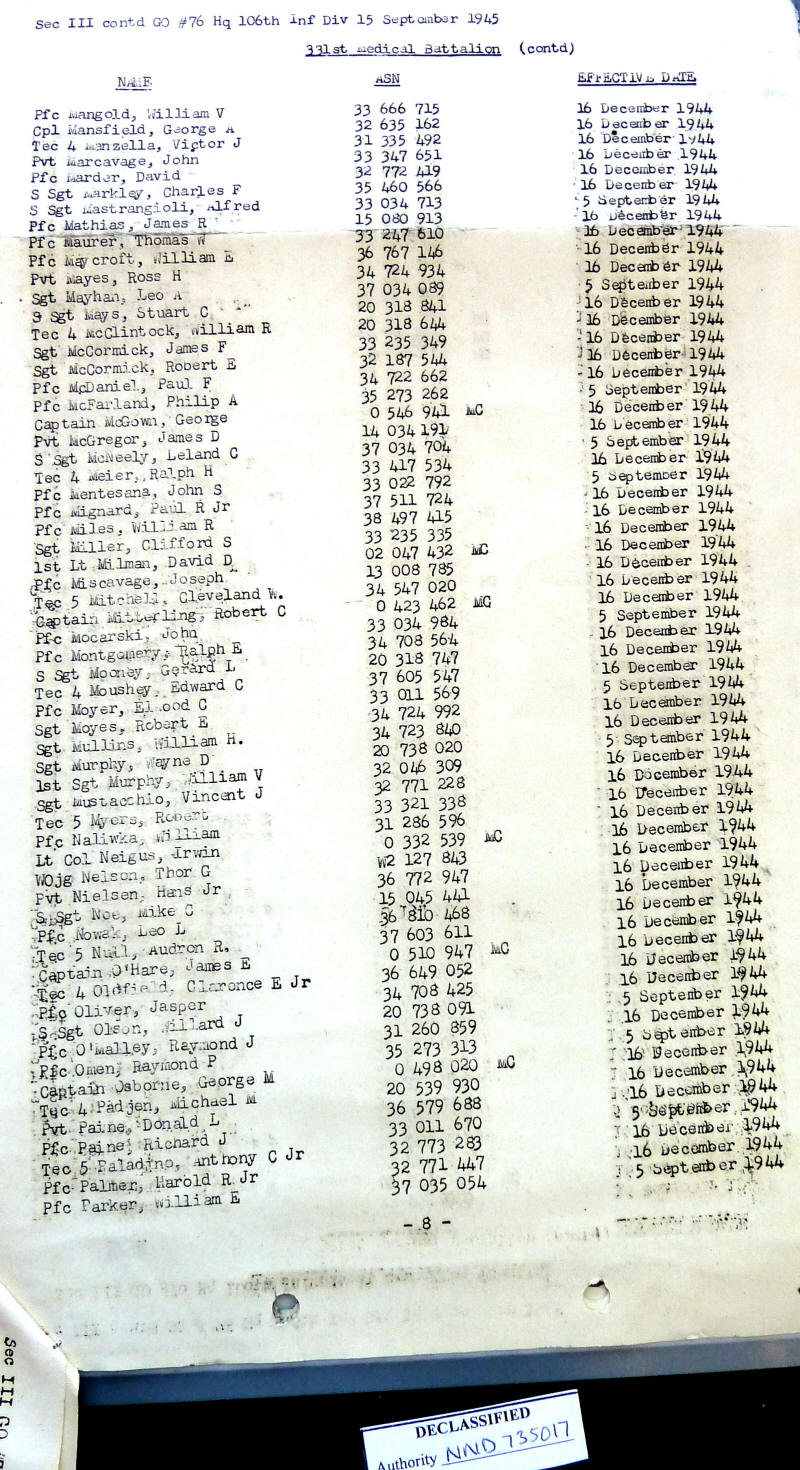 Sec III contd GO #76 Hq 106th Inf Div 15 September 1945
331st Medical Battalion (contd)
NAME ASN EFFECTIVE DATE
Pfc Mangold, William V 33 666 715 16 December 1944
Cpl Mansfield, George A 32 635 162 16 December 1944
Tec 4 Manzella, Victor J 31 335 492 16 December 1944
Pvt Marcavage, John 33 347 651 16 December 1944
Pfc Marder, David 32 772 419 16 December 1944
S Sgt Markley, Charles F 35 460 566 16 December 1944
S Sgt Mastrangioli, Alfred 33 034 713 5 September 1944
Pfc Mathias, James R 15 080 913 16 December 1944
Pfc Maurer, Thomas W 33 247 610 16 December 1944
Pfc Maycroft, William E 36 767 146 16 December 1944
Pvt Mayes, Ross H 34 724 934 16 December 1944
Sgt Mayhan, Leo A 37 034 089 5 September 1944
S Sgt Mays, Stuart C 20 318 841 16 December 1944
Tec 4 McClintock, William R 20 318 644 16 December 1944
Sgt McCormick, James F 33 235 349 16 December 1944
Sgt McCormick, Robert E 32 187 544 16 December 1944
Pfc McDaniel, Paul F 34 722 662 16 December 1944
Pfc McFarland, Philip A 35 273 262 5 September 1944
Captain McGown, George 0 546 941 MC 16 December 1944
Pvt McGregor, James D 14 034 191 16 December 1944
S Sgt McNeely, Leland C 37 034 704 5 September 1944
Tec 4 Meier, Ralph H 33 417 534 16 December 1944
Pfc Mentesana, John S 33 022 792 5 September 1944
Pfc Mignard, Paul R Jr 37 511 724 16 December 1944
Pfc Miles, William R 38 497 415 16 December 1944
Sgt Miller, Clifford S 33 235 335 16 December 1944
1st Lt Milman, David D 02 047 432 MC 16 December 1944
Pfc Miscavage, Joseph 13 008 785 16 December 1944
Tec 5 Mitchell, Cleveland W. 34 547 020 16 December 1944
Captain Mitterling, Robert C 0 423 462 MC 16 December 1944
Pfc Mocarski, John 33 034 984 5 September 1944
Pfc Montgomery, Ralph E 34 708 564 16 December 1944
S Sgt Mooney, Gerard L 20 318 747 16 December 1944
Tec 4 Moushey, Edward C 37 605 547 16 December 1944
Pfc Moyer, Elwood C 33 011 569 5 September 1944
Sgt Moyes, Robert E 34 724 992 16 December 1944
Sgt Mullins, William H. 34 723 840 16 December 1944
Sgt Murphy, Wayne D 20 738 020 5 September 1944
1st Sgt Murphy, William V 32 046 309 16 December 1944
Sgt Mustacchio, Vincent J 32 771 228 16 December 1944
Tec 5 Myers, Robert 33 321 338 16 December 1944
Pfc Naliwka, William 31 286 596 16 December 1944
Lt Col Neigus, Irwin 0 332 539 MC 16 December 1944
WOjg Nelson, Thor G W2 127 843 16 December 1944
Pvt Nielsen, Hans Jr 36 772 947 16 December 1944
S Sgt Noe, Mike C 15 045 441 16 December 1944
Pfc Nowak, Leo L 36 810 468 16 December 1944
Tec 5 Null, Audron R. 37 603 611 16 December 1944
Captain O'Hare, James E 0 510 947 MC 16 December 1944
Tec 4 Oldfield, Clarence E Jr 36 649 052 16 December 1944
Pfc Oliver, Jasper 34 708 425 16 December 1944
S Sgt Olson, Willard J 20 738 091 5 September 1944
Pfc O'Malley, Raymond J 31 260 859 16 December 1944
Pfc Omen, Raymond P 35 273 313 5 September 1944
Captain Osborne, George M 0 498 020 MC 16 December 1944
Tec 4 Padjen, Michael M 20 539 930 16 December 1944
Pvt Paine, Donald L 36 579 688 16 December 1944
Pfc Paine, Richard J 33 011 670 5 September 1944
Tec 5 Paladino, Anthony C Jr 32 773 283 16 December 1944
Pfc Palmer, Harold R Jr 32 771 447 16 December 1944
Pfc Parker, William E 37 035 054 5 September 1944
- 8 -
Sec III GO
DECLASSIFIED
Authority NND 735017